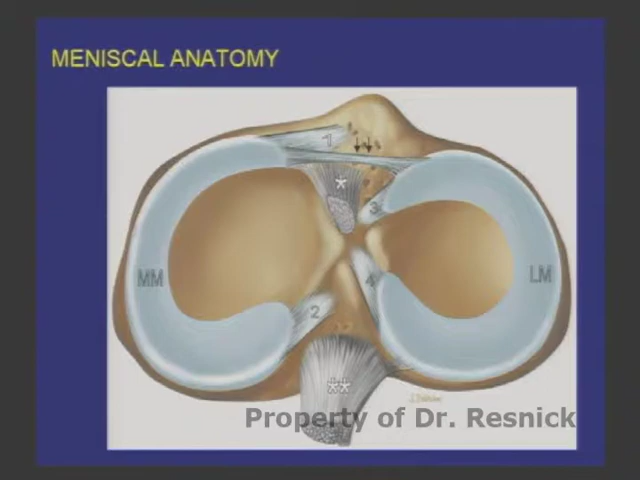 MENISCAL ANATOMY
1
*
3
MM
LM
4
2
**
Property of Dr. Resnick